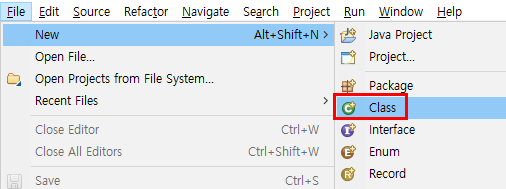 File Edit Source Refactor Navigate Search Project Run Window Help
New Alt+Shift+N >
Open File...
Open Projects from File System...
Recent Files >
Close Editor Ctrl+W
Close All Editors Ctrl+Shift+W
Save Ctrl+S
Java Project
Project...
Package
Class
Interface
Enum
Record